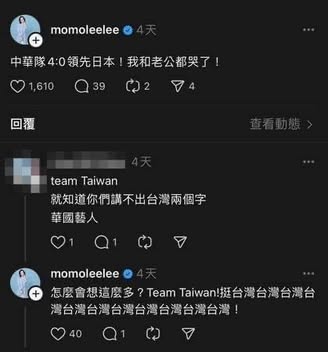 momoleelee 4天
中華隊4:0領先日本！我和老公都哭了！
1,610 39 2 4
回覆 查看動態
4天
team Taiwan
就知道你們講不出台灣兩個字
華國藝人
1 1
momoleelee 4天
怎麼會想這麼多？Team Taiwan!挺台灣台灣台灣台
灣台灣台灣台灣台灣台灣台灣台灣！
40 1